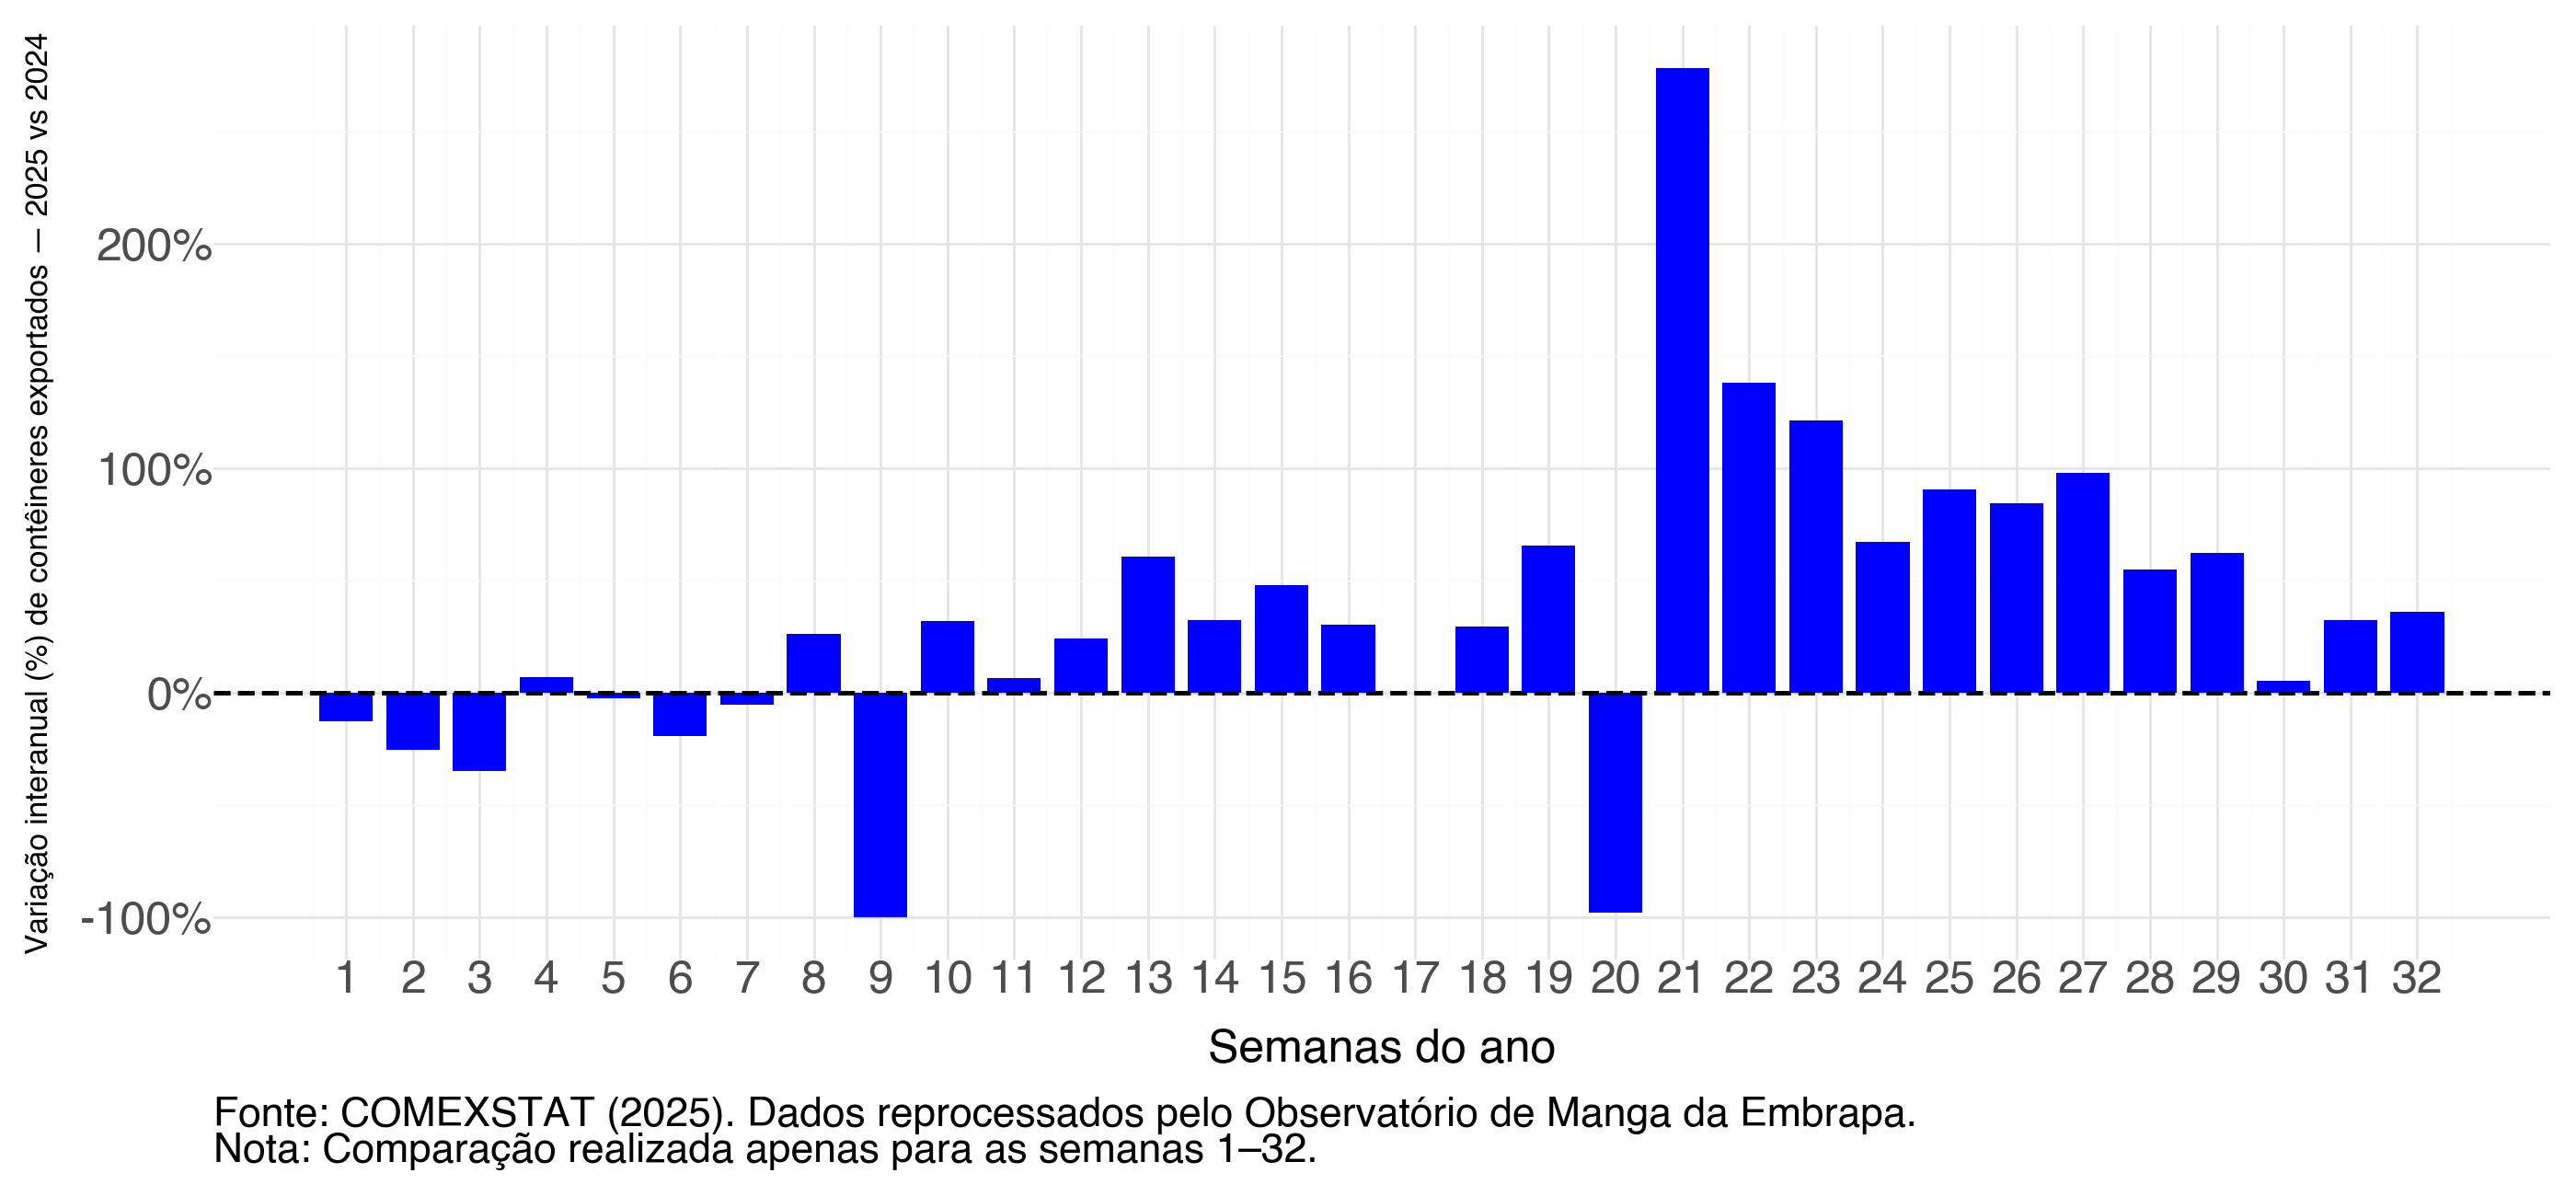 Variação interanual (%) de contêineres exportados — 2025 vs 2024
200%
100%
0%
-100%
1 2 3 4 5 6 7 8 9 10 11 12 13 14 15 16 17 18 19 20 21 22 23 24 25 26 27 28 29 30 31 32
Semanas do ano
Fonte: COMEXSTAT (2025). Dados reprocessados pelo Observatório de Manga da Embrapa.
Nota: Comparação realizada apenas para as semanas 1–32.